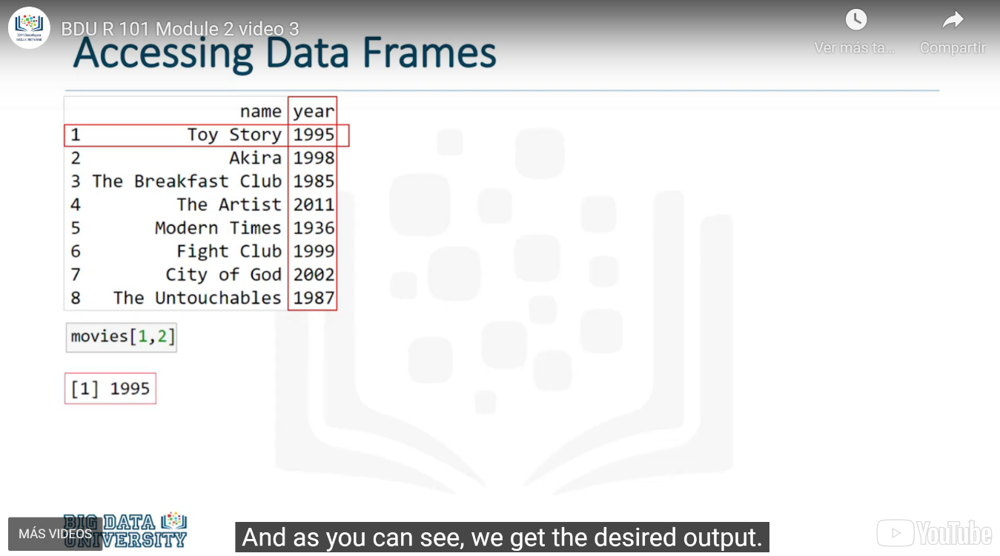 BDU R 101 Module 2 video 3
Ver más ta...
Compartir
Accessing Data Frames
name year
1 Toy Story 1995
2 Akira 1998
3 The Breakfast Club 1985
4 The Artist 2011
5 Modern Times 1936
6 Fight Club 1999
7 City of God 2002
8 The Untouchables 1987
movies[1,2]
[1] 1995
BIG DATA
UNIVERSITY
MÁS VIDEOS
And as you can see, we get the desired output.
YouTube